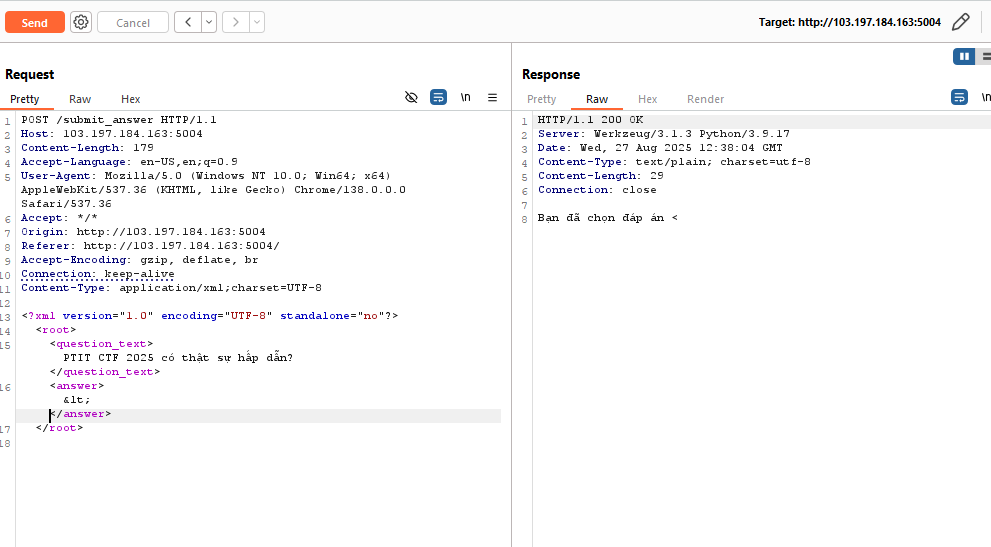 Send
Cancel
Target: http://103.197.184.163:5004
Request
Pretty Raw Hex
\n
1 POST /submit_answer HTTP/1.1
2 Host: 103.197.184.163:5004
3 Content-Length: 179
4 Accept-Language: en-US,en;q=0.9
5 User-Agent: Mozilla/5.0 (Windows NT 10.0; Win64; x64)
AppleWebKit/537.36 (KHTML, like Gecko) Chrome/138.0.0.0
Safari/537.36
6 Accept: */*
7 Origin: http://103.197.184.163:5004
8 Referer: http://103.197.184.163:5004/
9 Accept-Encoding: gzip, deflate, br
10 Connection: keep-alive
11 Content-Type: application/xml;charset=UTF-8
12
13 <?xml version="1.0" encoding="UTF-8" standalone="no"?>
14 <root>
15 <question_text>
PTIT CTF 2025 có thật sự hấp dẫn?
</question_text>
16 <answer>
&lt;
</answer>
17 </root>
18
Response
Pretty Raw Hex Render
\n
1 HTTP/1.1 200 OK
2 Server: Werkzeug/3.1.3 Python/3.9.17
3 Date: Wed, 27 Aug 2025 12:38:04 GMT
4 Content-Type: text/plain; charset=utf-8
5 Content-Length: 29
6 Connection: close
7
8 Bạn đã chọn đáp án <